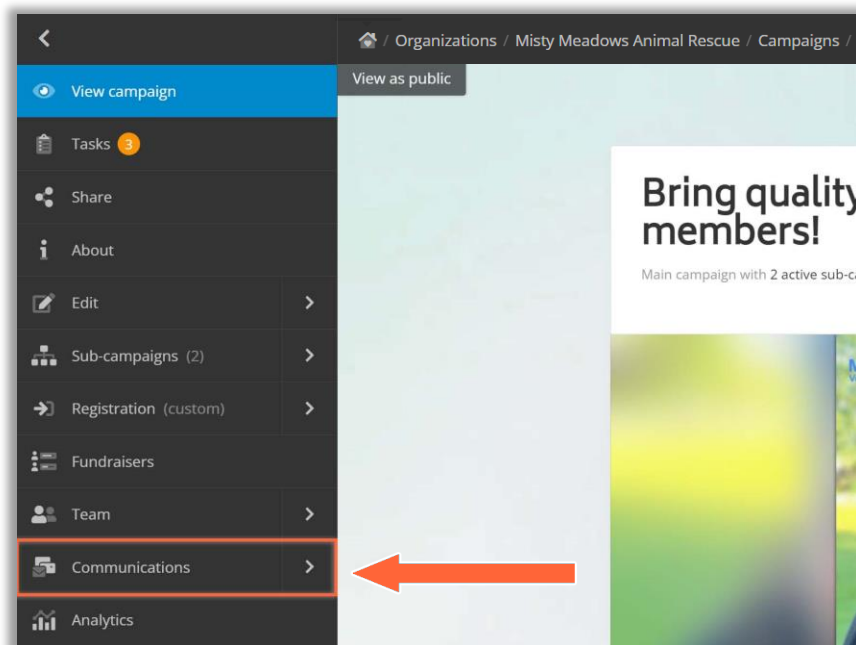 / Organizations / Misty Meadows Animal Rescue / Campaigns /
View campaign
View as public
Tasks 3
Share
About
Edit
Sub-campaigns (2)
Registration (custom)
Fundraisers
Team
Communications
Analytics
Bring quality
members!
Main campaign with 2 active sub-ca